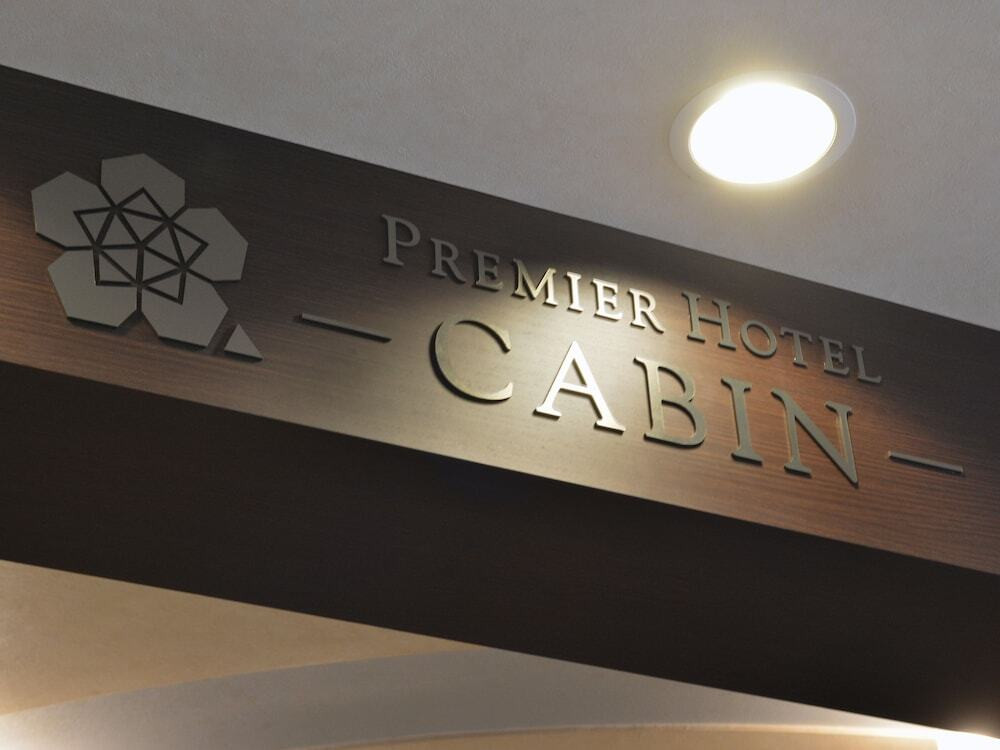 PREMIER HOTEL
— CABIN —